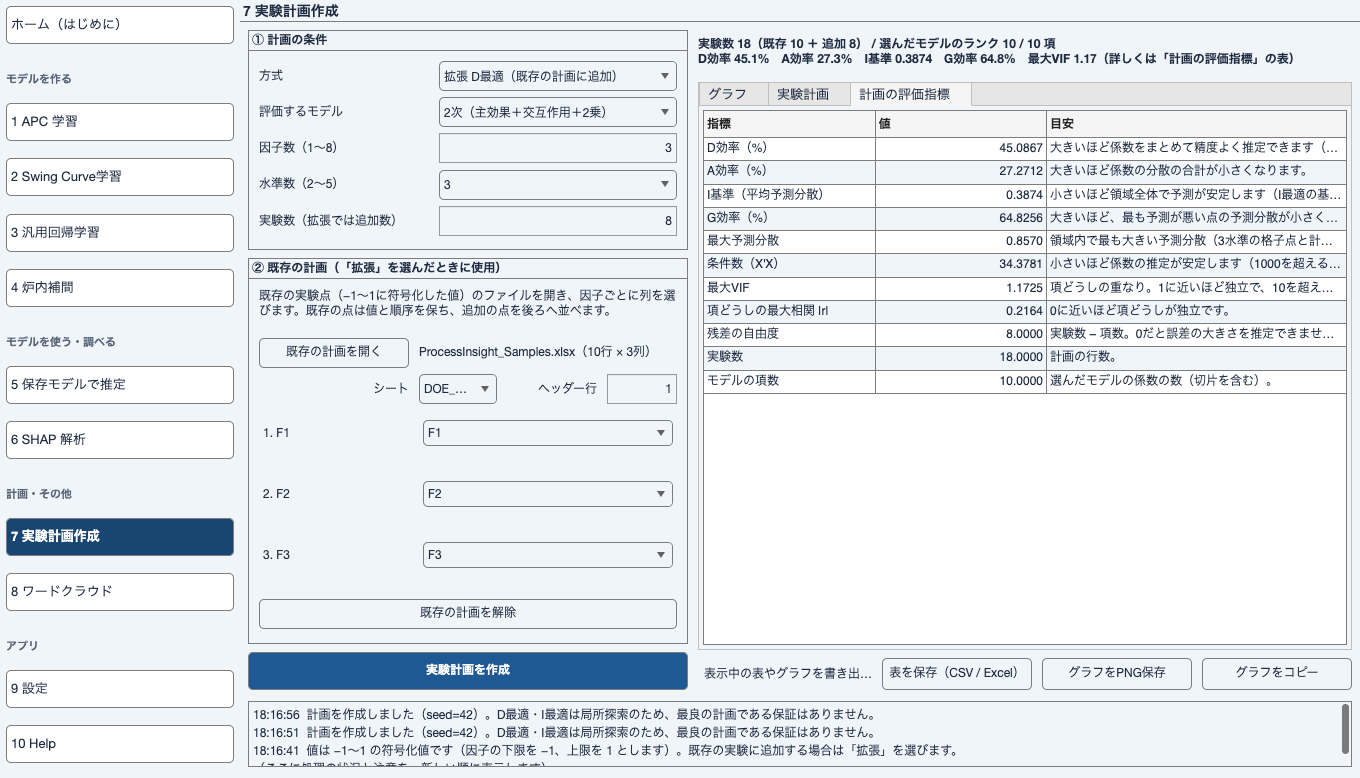 ホーム（はじめに）
モデルを作る
1 APC 学習
2 Swing Curve学習
3 汎用回帰学習
4 炉内補間
モデルを使う・調べる
5 保存モデルで推定
6 SHAP 解析
計画・その他
7 実験計画作成
8 ワードクラウド
アプリ
9 設定
10 Help
7 実験計画作成
① 計画の条件
方式 拡張 D最適（既存の計画に追加）
評価するモデル 2次（主効果＋交互作用＋2乗）
因子数（1〜8） 3
水準数（2〜5） 3
実験数（拡張では追加数） 8
② 既存の計画（「拡張」を選んだときに使用）
既存の実験点（−1〜1に符号化した値）のファイルを開き、因子ごとに列を選
びます。既存の点は値と順序を保ち、追加の点を後ろへ並べます。
既存の計画を開く ProcessInsight_Samples.xlsx（10行 × 3列）
シート DOE_... ヘッダー行 1
1. F1 F1
2. F2 F2
3. F3 F3
既存の計画を解除
実験計画を作成
実験数 18（既存 10 ＋ 追加 8） / 選んだモデルのランク 10 / 10 項
D効率 45.1% A効率 27.3% I基準 0.3874 G効率 64.8% 最大VIF 1.17（詳しくは「計画の評価指標」の表）
グラフ 実験計画 計画の評価指標
指標 値 目安
D効率（%） 45.0867 大きいほど係数をまとめて精度よく推定できます（...
A効率（%） 27.2712 大きいほど係数の分散の合計が小さくなります。
I基準（平均予測分散） 0.3874 小さいほど領域全体で予測が安定します（I最適の基...
G効率（%） 64.8256 大きいほど、最も予測が悪い点の予測分散が小さく...
最大予測分散 0.8570 領域内で最も大きい予測分散（3水準の格子点と計...
条件数（X'X） 34.3781 小さいほど係数の推定が安定します（1000を超える...
最大VIF 1.1725 項どうしの重なり。1に近いほど独立で、10を超え...
項どうしの最大相関 |r| 0.2164 0に近いほど項どうしが独立です。
残差の自由度 8.0000 実験数 − 項数。0だと誤差の大きさを推定できませ...
実験数 18.0000 計画の行数。
モデルの項数 10.0000 選んだモデルの係数の数（切片を含む）。
表示中の表やグラフを書き出... 表を保存（CSV / Excel） グラフをPNG保存 グラフをコピー
18:16:56 計画を作成しました（seed=42）。D最適・I最適は局所探索のため、最良の計画である保証はありません。
18:16:51 計画を作成しました（seed=42）。D最適・I最適は局所探索のため、最良の計画である保証はありません。
18:16:41 値は −1〜1 の符号化値です（因子の下限を −1、上限を 1 とします）。既存の実験に追加する場合は「拡張」を選びます。